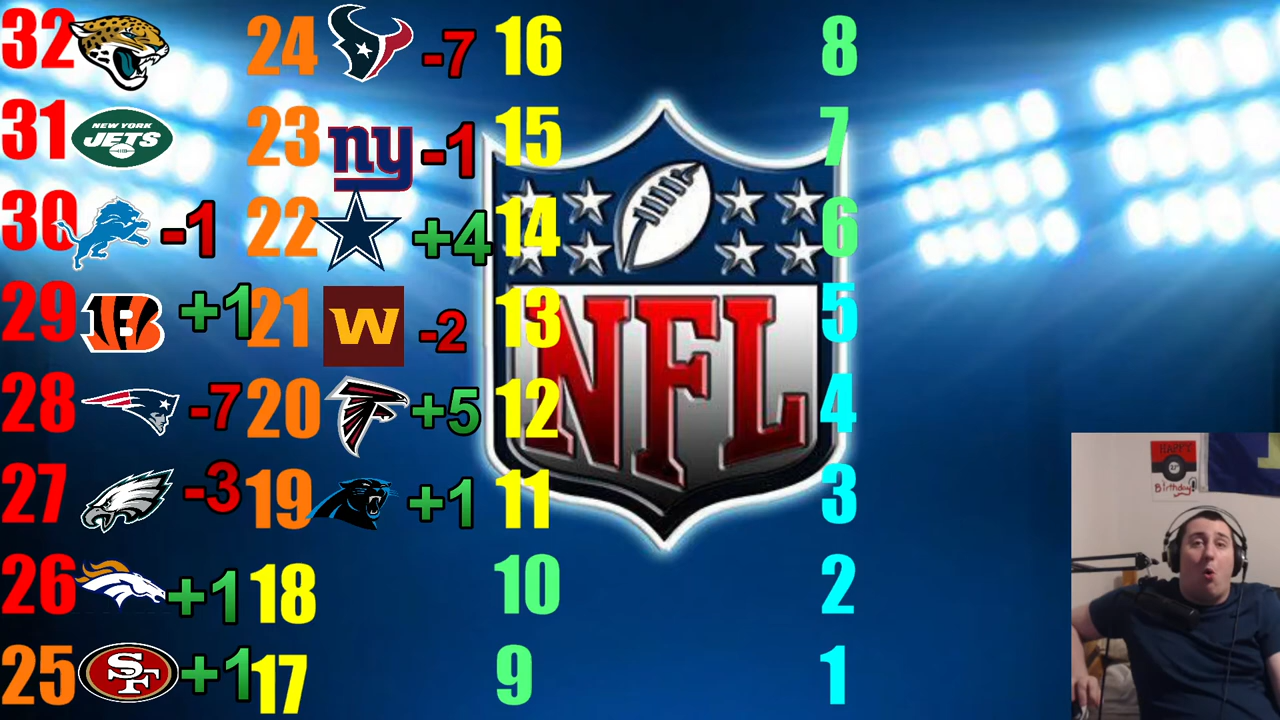 32 24 -7 16 8
31 NEW YORK JETS 23 ny -1 15 7
30 -1 22 +4 14 6
29 B +1 21 W -2 13 5
28 -7 20 +5 12 4
27 -3 19 +1 11 3
26 +1 18 10 2
25 SF +1 17 9 1
NFL
HAPPY
Birthday!